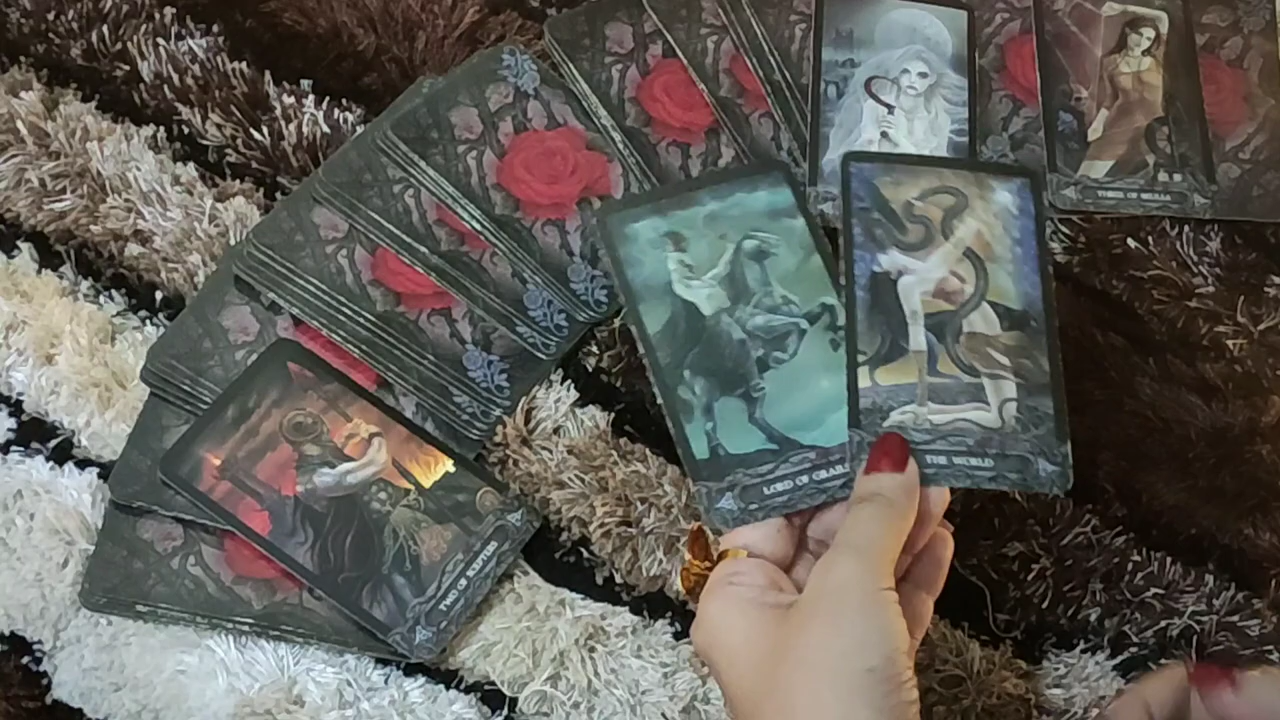 THREE OF SKULLS
LORD OF GRAILS
THE WORLD
TWO OF SCEPTERS